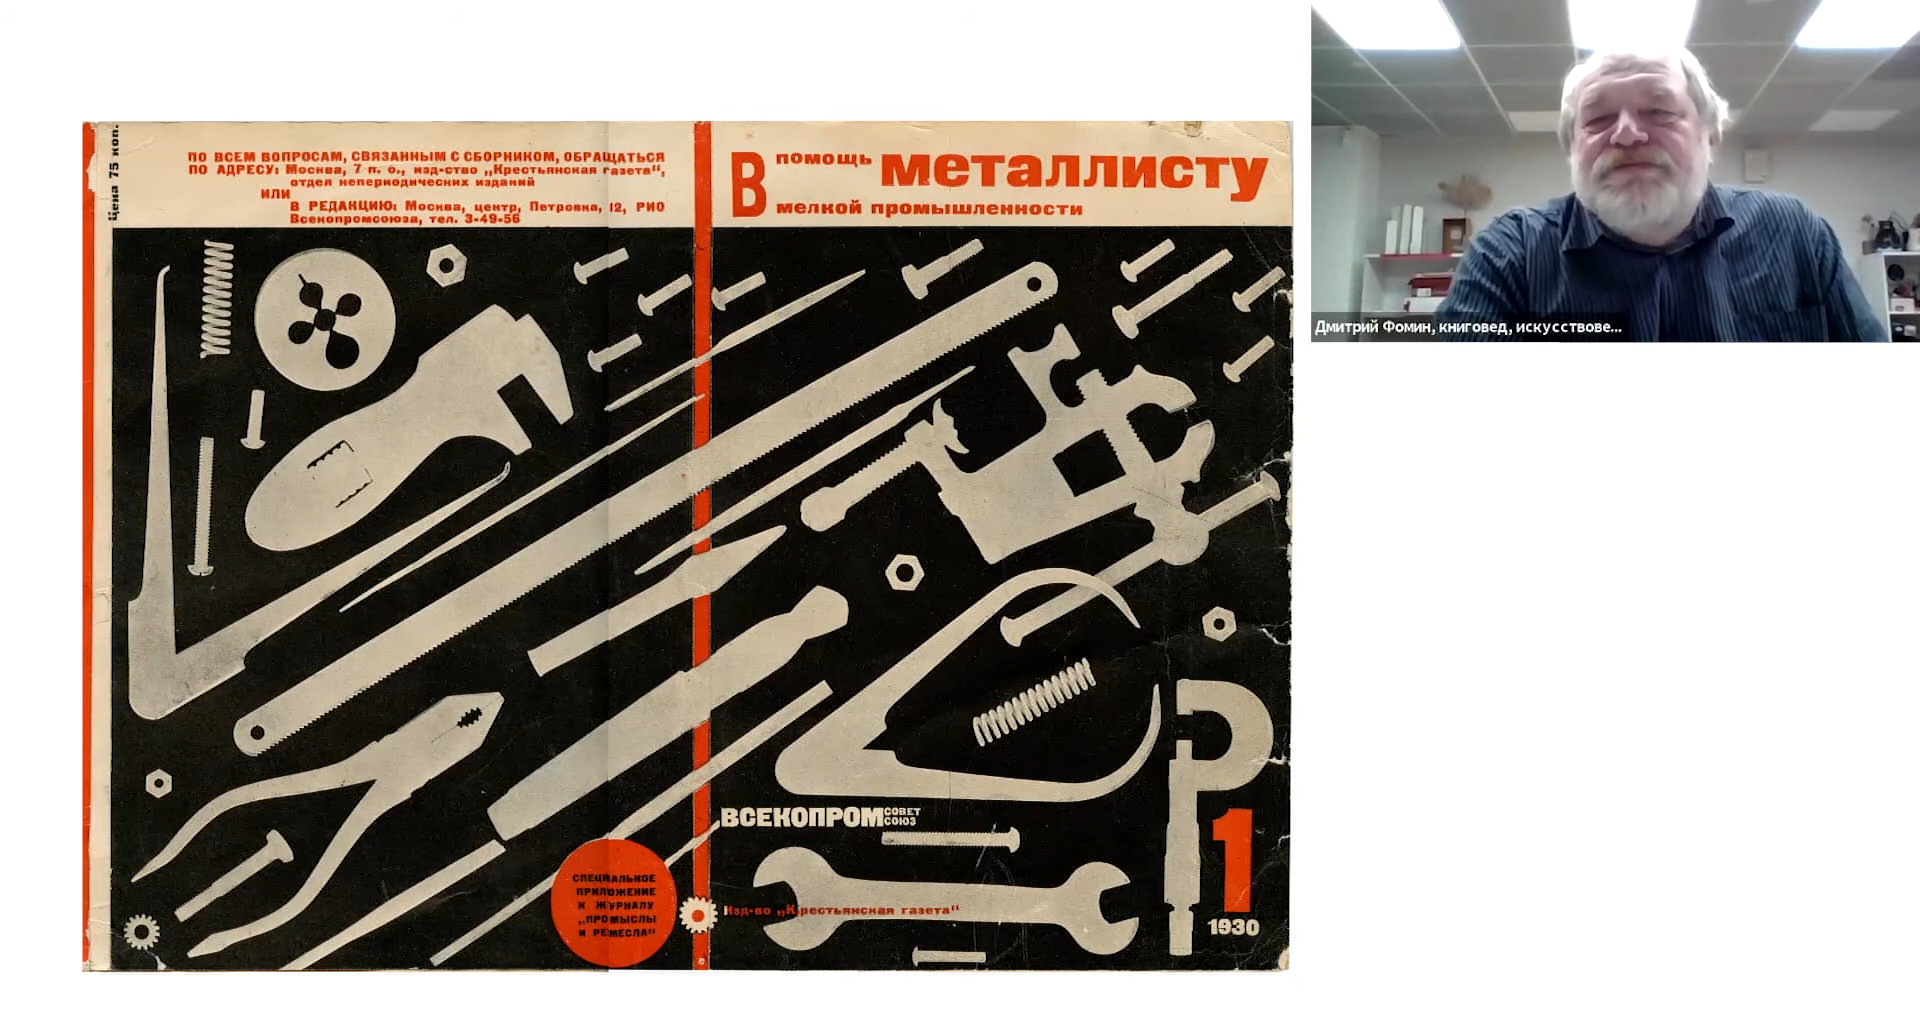 Цена 75 коп.
ПО ВСЕМ ВОПРОСАМ, СВЯЗАННЫМ С СБОРНИКОМ, ОБРАЩАТЬСЯ
ПО АДРЕСУ: Москва, 7 п. о., изд-ство „Крестьянская газета“,
отдел непериодических изданий
ИЛИ
В РЕДАКЦИЮ: Москва, центр, Петровка, 12, РИО
Всекопромсоюза, тел. 3-49-56
В помощь металлисту
мелкой промышленности
ВСЕКОПРОМ СОВЕТ
СОЮЗ
СПЕЦИАЛЬНОЕ
ПРИЛОЖЕНИЕ
К ЖУРНАЛУ
„ПРОМЫСЛЫ
И РЕМЕСЛА“
Изд-во „Крестьянская газета“
1
1930
Дмитрий Фомин, книговед, искусствове...